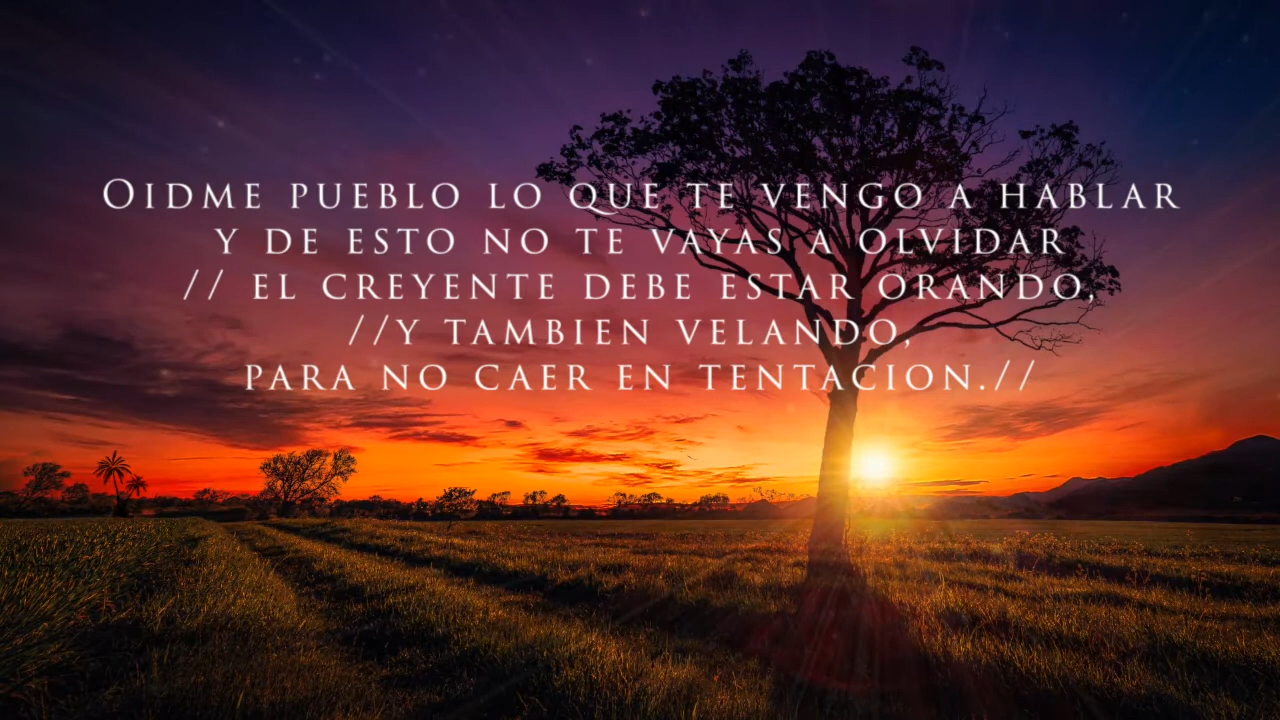 Oidme pueblo lo que te vengo a hablar
y de esto no te vayas a olvidar
// el creyente debe estar orando,
//y tambien velando,
para no caer en tentacion.//